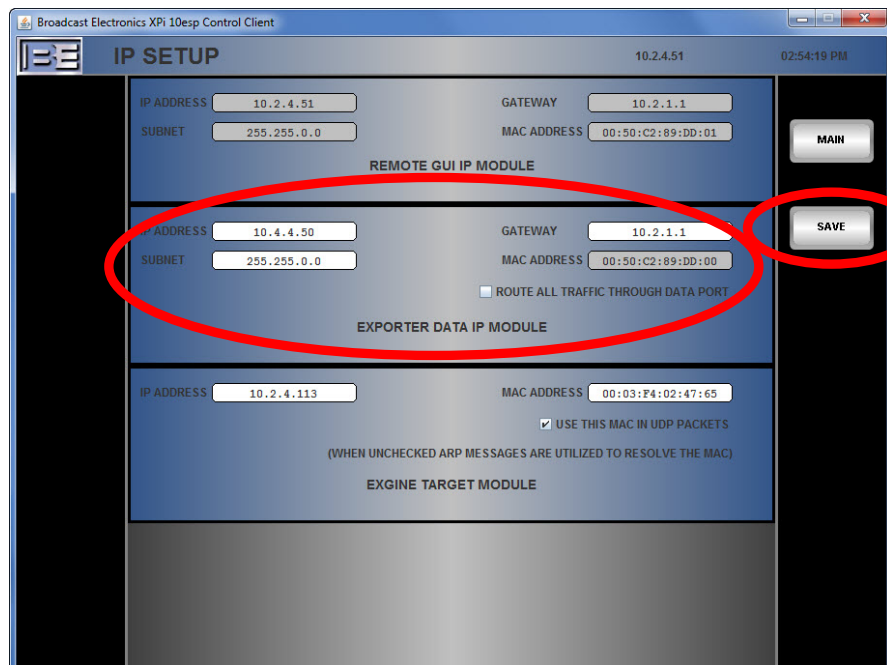 Broadcast Electronics XPi 10esp Control Client
BE IP SETUP 10.2.4.51 02:54:19 PM
IP ADDRESS 10.2.4.51 GATEWAY 10.2.1.1
SUBNET 255.255.0.0 MAC ADDRESS 00:50:C2:89:DD:01
REMOTE GUI IP MODULE
MAIN
IP ADDRESS 10.4.4.50 GATEWAY 10.2.1.1
SAVE
SUBNET 255.255.0.0 MAC ADDRESS 00:50:C2:89:DD:00
ROUTE ALL TRAFFIC THROUGH DATA PORT
EXPORTER DATA IP MODULE
IP ADDRESS 10.2.4.113 MAC ADDRESS 00:03:F4:02:47:65
USE THIS MAC IN UDP PACKETS
(WHEN UNCHECKED ARP MESSAGES ARE UTILIZED TO RESOLVE THE MAC)
EXGINE TARGET MODULE